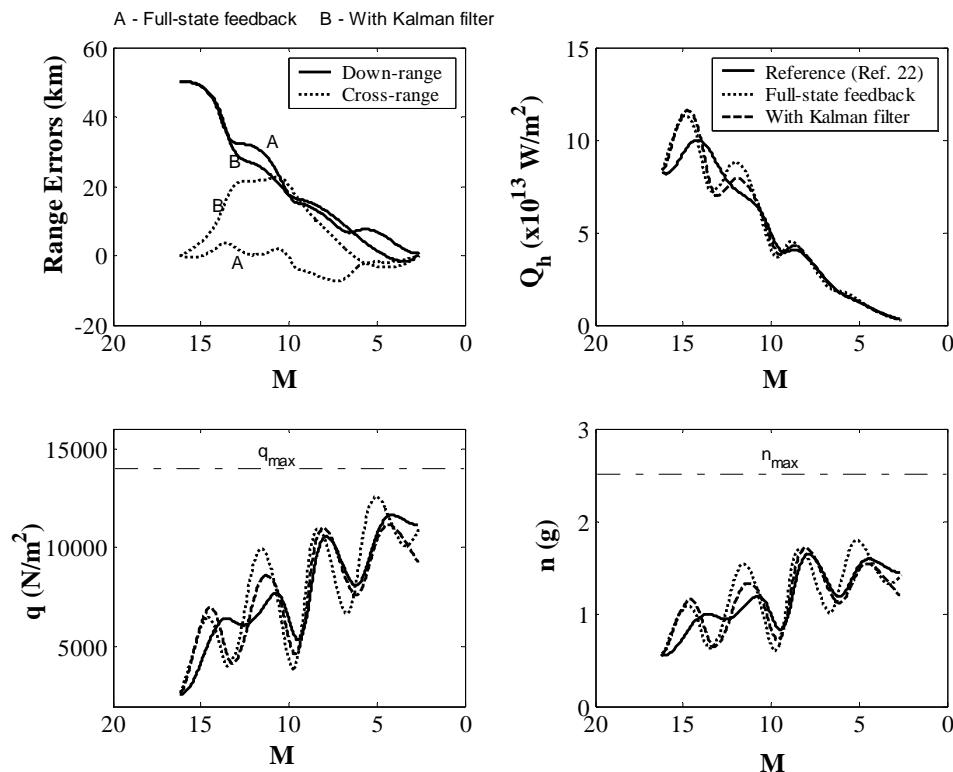 A - Full-state feedback B - With Kalman filter
60
40
20
0
-20
Range Errors (km)
Down-range
Cross-range
A
B
B
A
20
15
10
5
0
M
15
10
5
0
Q_h (x10^13 W/m^2)
Reference (Ref. 22)
Full-state feedback
With Kalman filter
20
15
10
5
0
M
15000
10000
5000
q (N/m^2)
q_max
20
15
10
5
0
M
3
2
1
0
n (g)
n_max
20
15
10
5
0
M